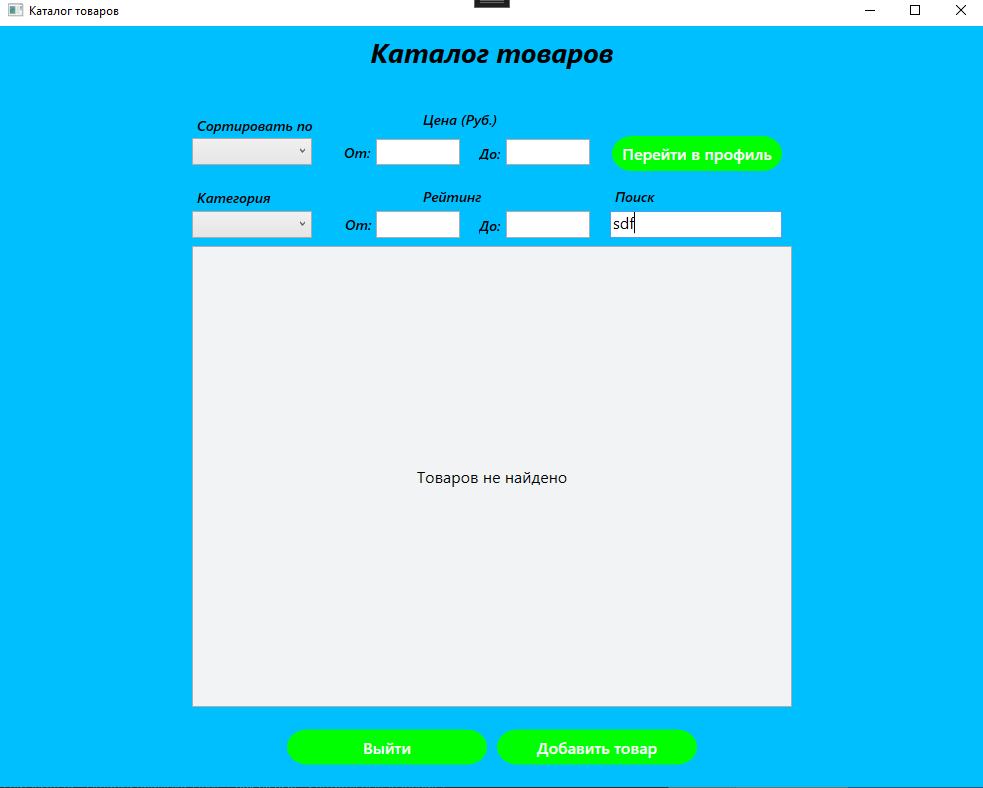 Каталог товаров
Каталог товаров
Сортировать по
Цена (Руб.)
От:
До:
Перейти в профиль
Категория
Рейтинг
Поиск
От:
До:
sdf
Товаров не найдено
Выйти
Добавить товар